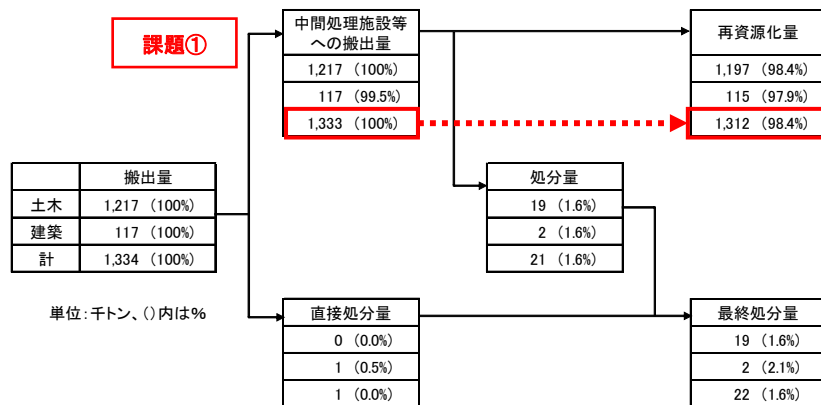 課題①
中間処理施設等
への搬出量
1,217 (100%)
117 (99.5%)
1,333 (100%)
再資源化量
1,197 (98.4%)
115 (97.9%)
1,312 (98.4%)
搬出量
土木 1,217 (100%)
建築 117 (100%)
計 1,334 (100%)
処分量
19 (1.6%)
2 (1.6%)
21 (1.6%)
単位:千トン、()内は%
直接処分量
0 (0.0%)
1 (0.5%)
1 (0.0%)
最終処分量
19 (1.6%)
2 (2.1%)
22 (1.6%)